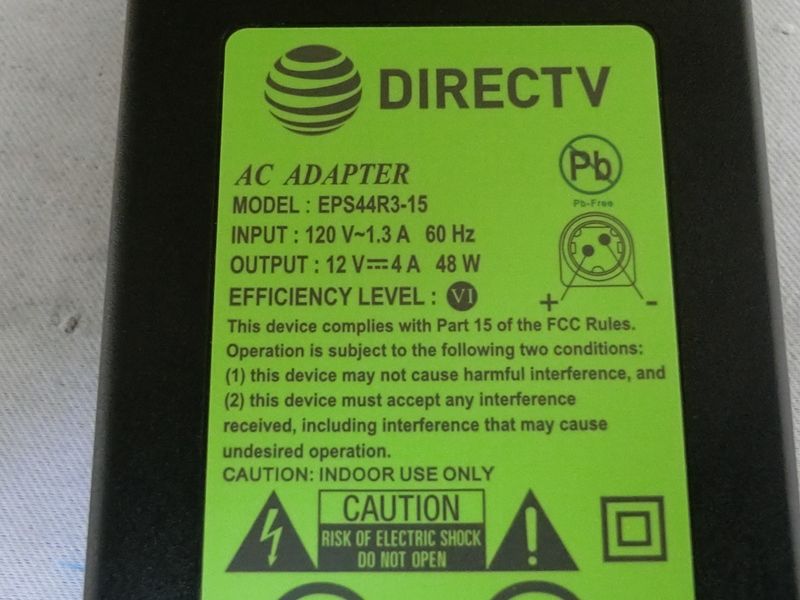 DIRECTV
AC ADAPTER
Pb
Pb-Free
MODEL : EPS44R3-15
INPUT : 120 V~1.3 A 60 Hz
OUTPUT : 12 V⎓4 A 48 W
EFFICIENCY LEVEL : VI
+ -
This device complies with Part 15 of the FCC Rules.
Operation is subject to the following two conditions:
(1) this device may not cause harmful interference, and
(2) this device must accept any interference
received, including interference that may cause
undesired operation.
CAUTION: INDOOR USE ONLY
CAUTION
RISK OF ELECTRIC SHOCK
DO NOT OPEN